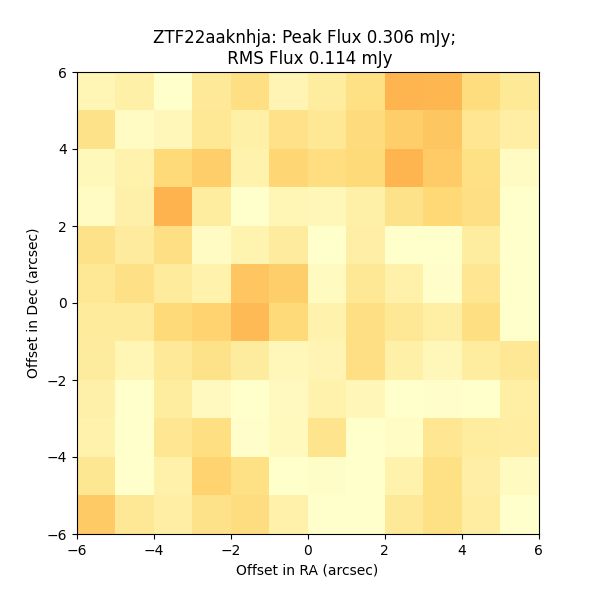 ZTF22aaknhja: Peak Flux 0.306 mJy;
RMS Flux 0.114 mJy
6
4
2
0
−2
−4
−6
Offset in Dec (arcsec)
−6 −4 −2 0 2 4 6
Offset in RA (arcsec)